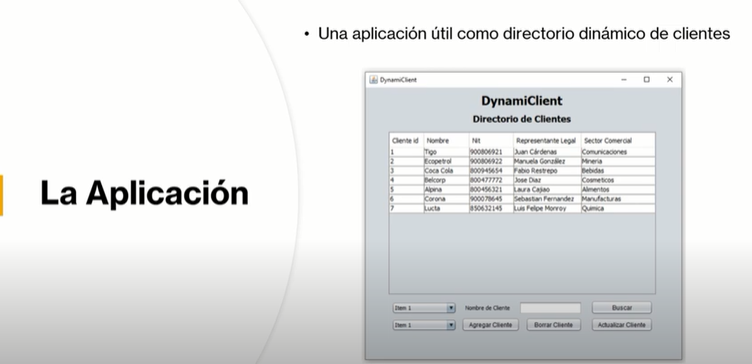 • Una aplicación útil como directorio dinámico de clientes
La Aplicación
DynamiClient
DynamiClient
Directorio de Clientes
Cliente id Nombre Nit Representante Legal Sector Comercial
1 Tigo 900806921 Juan Cárdenas Comunicaciones
2 Ecopetrol 900806922 Manuela González Mineria
3 Coca Cola 800945654 Fabio Restrepo Bebidas
4 Belcorp 800477772 Jose Diaz Cosmeticos
5 Alpina 800456321 Laura Cajiao Alimentos
6 Corona 900078645 Sebastian Fernandez Manufacturas
7 Lucta 850632145 Luis Felipe Monroy Quimica
Item 1 Nombre de Cliente Buscar
Item 1 Agregar Cliente Borrar Cliente Actualizar Cliente